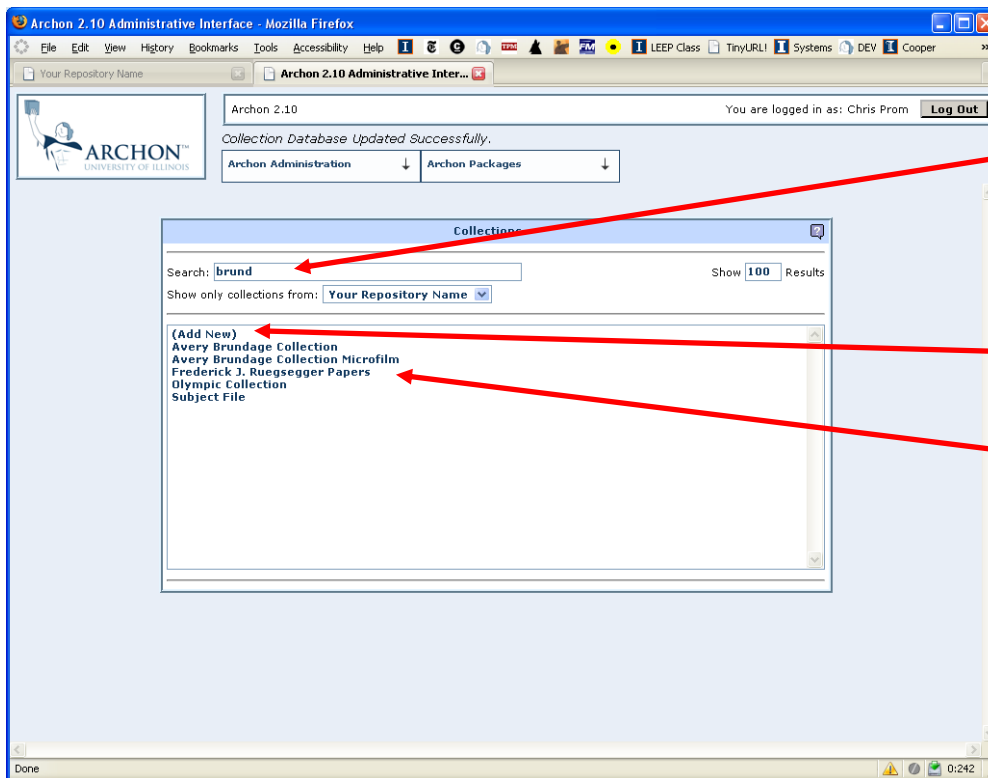 Archon 2.10 Administrative Interface - Mozilla Firefox
File Edit View History Bookmarks Tools Accessibility Help LEEP Class TinyURL! Systems DEV Cooper »
Your Repository Name Archon 2.10 Administrative Inter...
ARCHON™
UNIVERSITY OF ILLINOIS
Archon 2.10 You are logged in as: Chris Prom Log Out
Collection Database Updated Successfully.
Archon Administration ↓ Archon Packages ↓
Collections
Search: brund Show 100 Results
Show only collections from: Your Repository Name
(Add New)
Avery Brundage Collection
Avery Brundage Collection Microfilm
Frederick J. Ruegsegger Papers
Olympic Collection
Subject File
Done 0:242